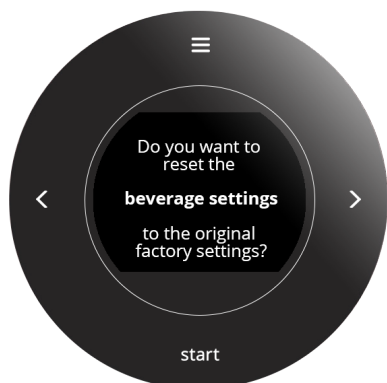 Do you want to
reset the
beverage settings
to the original
factory settings?
start